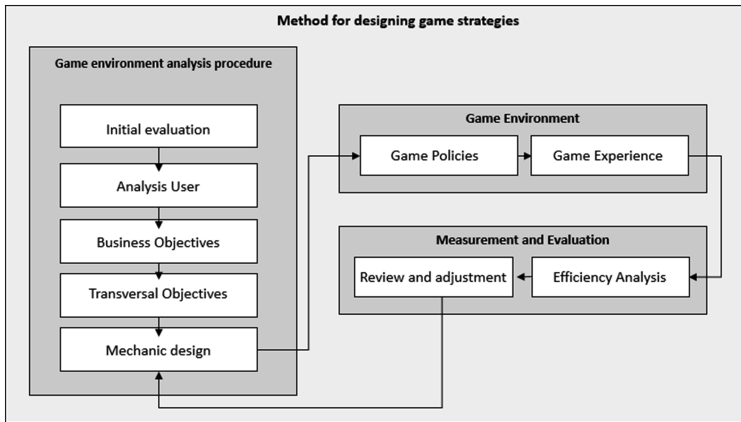 Method for designing game strategies
Game environment analysis procedure
Initial evaluation
Analysis User
Business Objectives
Transversal Objectives
Mechanic design
Game Environment
Game Policies
Game Experience
Measurement and Evaluation
Review and adjustment
Efficiency Analysis